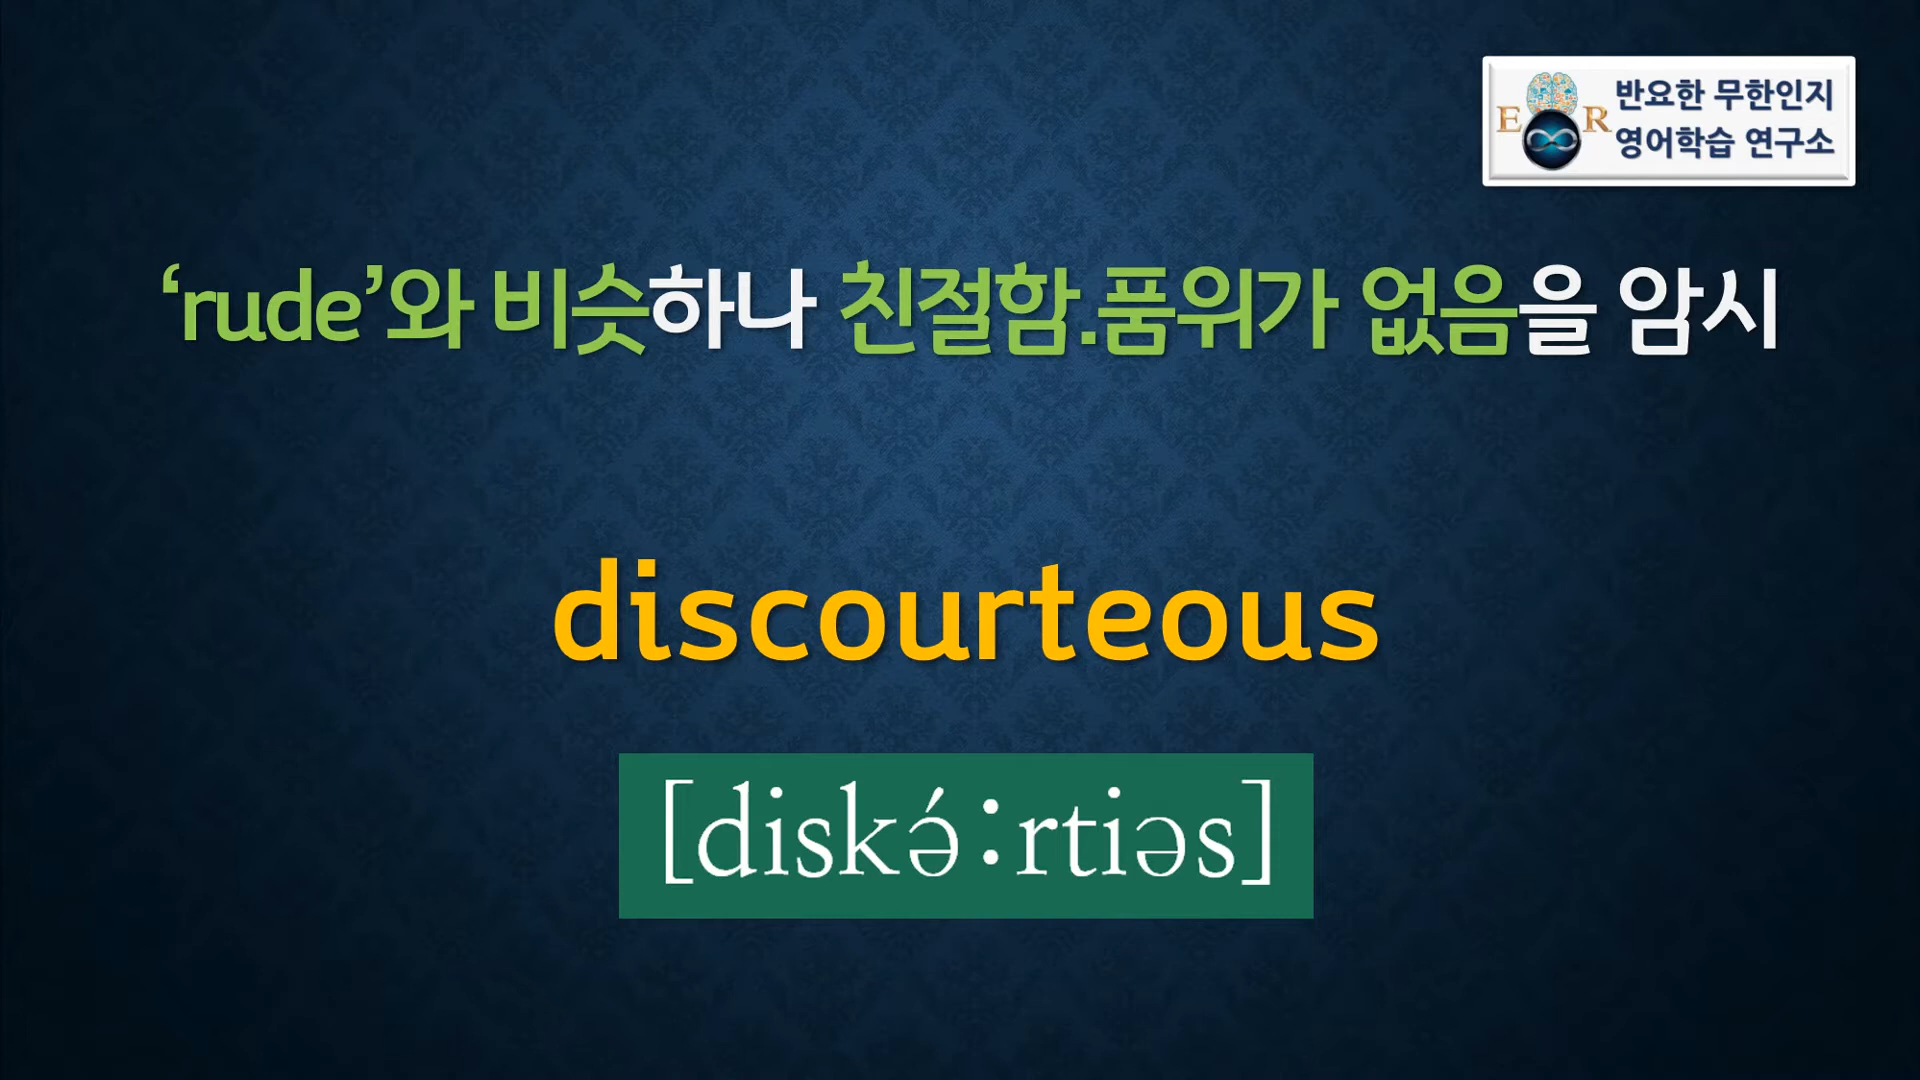 E R 반요한 무한인지
영어학습 연구소
‘rude’와 비슷하나 친절함.품위가 없음을 암시
discourteous
[diskə́ːrtiəs]